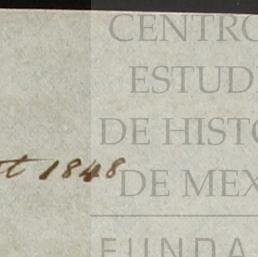 CENTRO
ESTUD
DE HISTO
t 1848
DE MEX
FUNDA